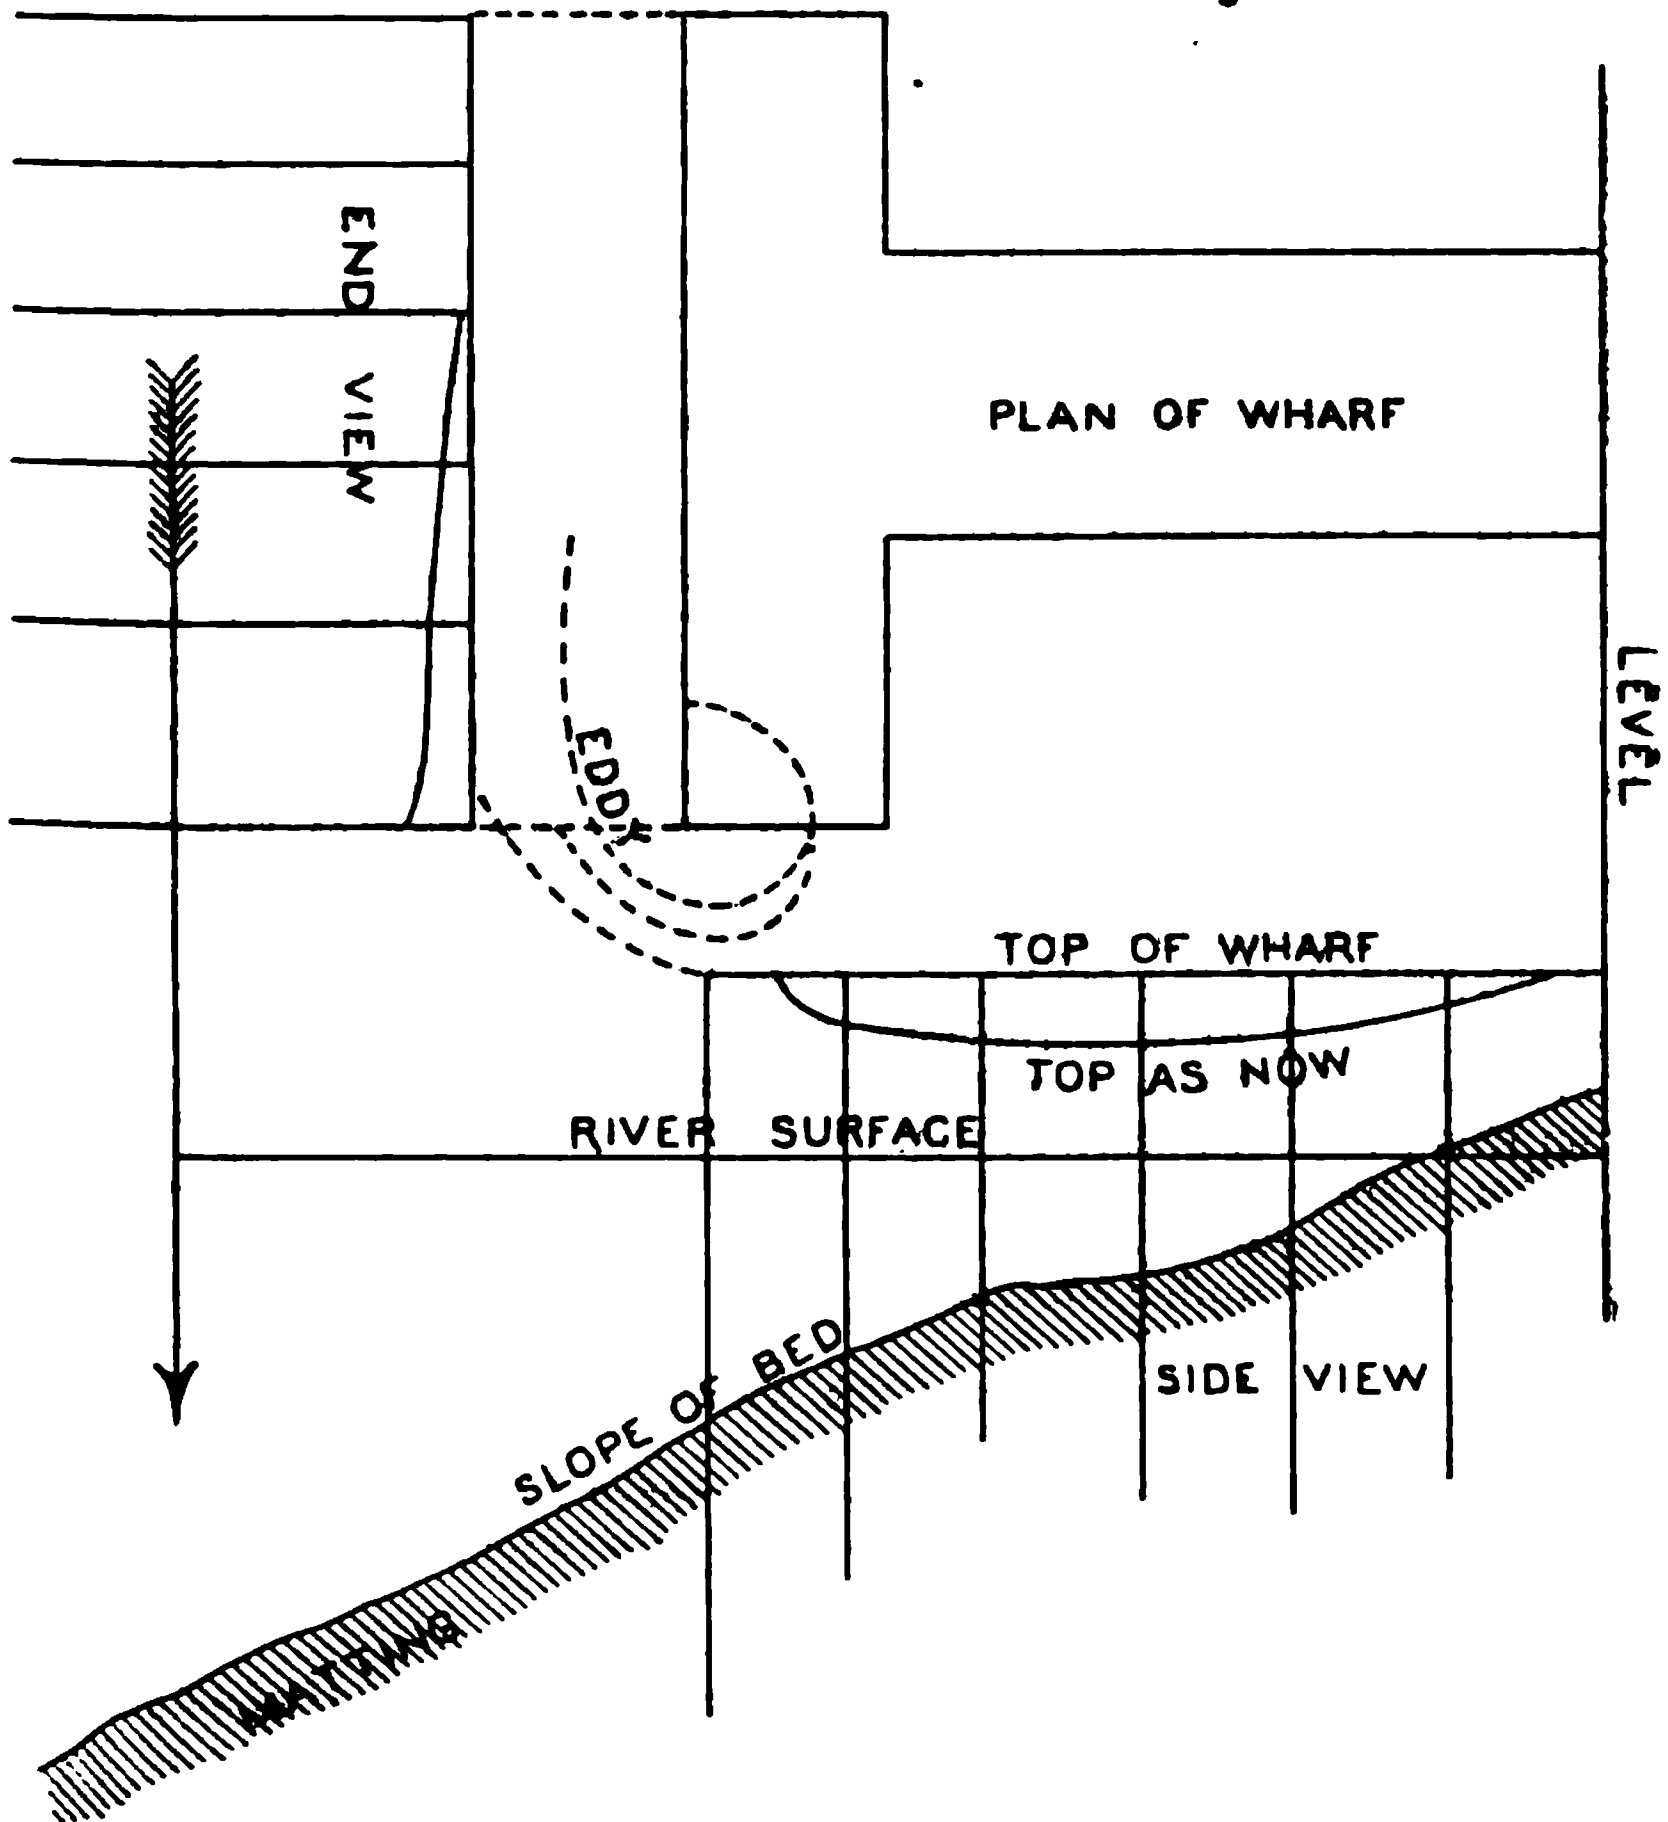 END VIEW
PLAN OF WHARF
LEVEL
EDDY
TOP OF WHARF
TOP AS NOW
RIVER SURFACE
SLOPE OF BED
SIDE VIEW
MATTING